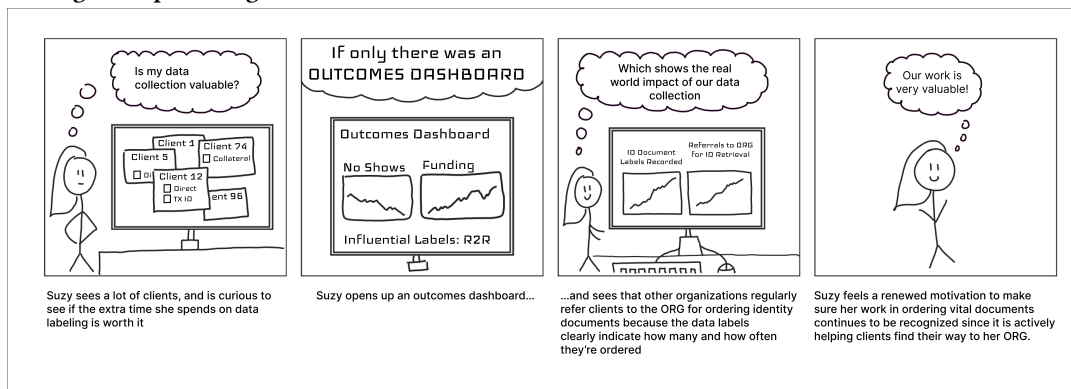 Is my data
collection valuable?
Client 1
Client 74
Collateral
Client 5
Client 12
Direct
TX ID
ent 96
Suzy sees a lot of clients, and is curious to
see if the extra time she spends on data
labeling is worth it
If only there was an
OUTCOMES DASHBOARD
Outcomes Dashboard
No Shows
Funding
Influential Labels: R2R
Suzy opens up an outcomes dashboard...
Which shows the real
world impact of our data
collection
ID Document
Labels Recorded
Referrals to ORG
for ID Retrieval
...and sees that other organizations regularly
refer clients to the ORG for ordering identity
documents because the data labels
clearly indicate how many and how often
they're ordered
Our work is
very valuable!
Suzy feels a renewed motivation to make
sure her work in ordering vital documents
continues to be recognized since it is actively
helping clients find their way to her ORG.